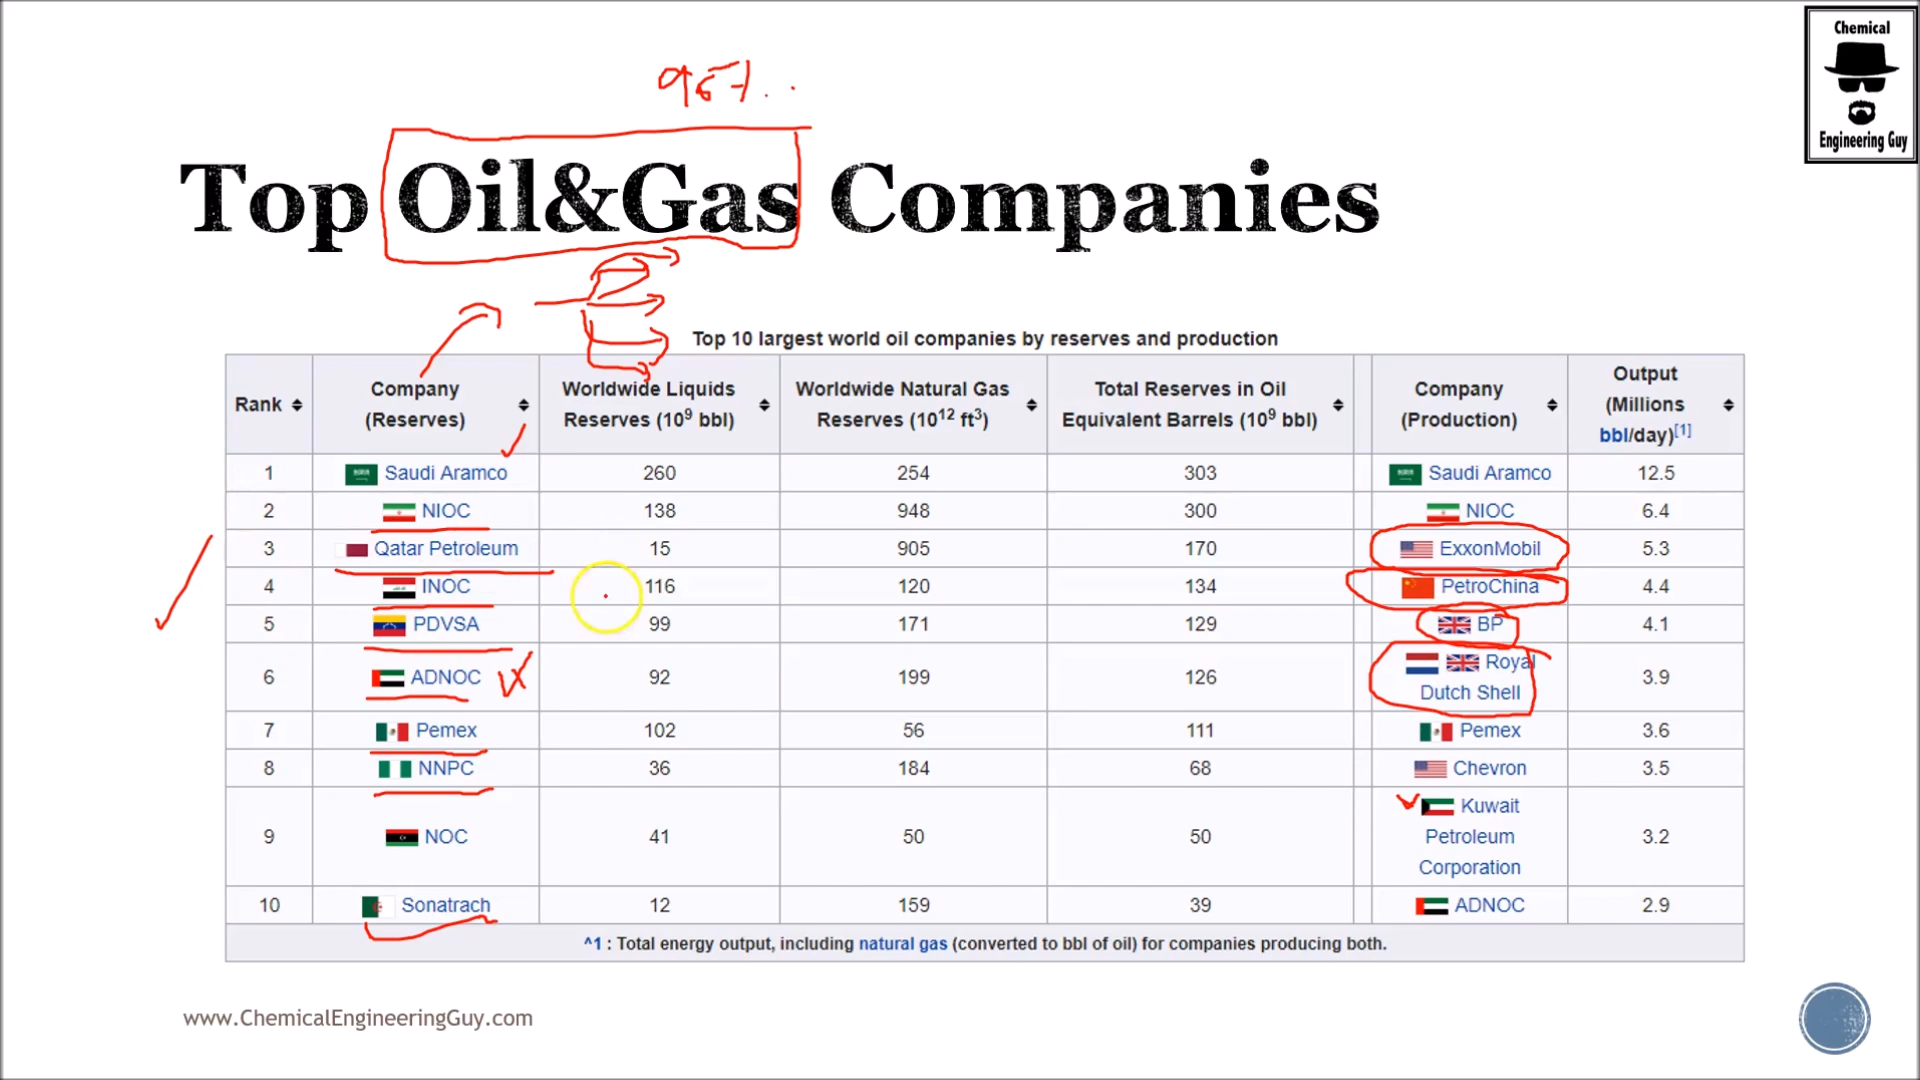 Chemical
Engineering Guy
Top Oil&Gas Companies
Top 10 largest world oil companies by reserves and production
Rank Company (Reserves) Worldwide Liquids Reserves (10⁹ bbl) Worldwide Natural Gas Reserves (10¹² ft³) Total Reserves in Oil Equivalent Barrels (10⁹ bbl) Company (Production) Output (Millions bbl/day)[1]
1 Saudi Aramco 260 254 303 Saudi Aramco 12.5
2 NIOC 138 948 300 NIOC 6.4
3 Qatar Petroleum 15 905 170 ExxonMobil 5.3
4 INOC 116 120 134 PetroChina 4.4
5 PDVSA 99 171 129 BP 4.1
6 ADNOC 92 199 126 Royal Dutch Shell 3.9
7 Pemex 102 56 111 Pemex 3.6
8 NNPC 36 184 68 Chevron 3.5
9 NOC 41 50 50 Kuwait Petroleum Corporation 3.2
10 Sonatrach 12 159 39 ADNOC 2.9
^1 : Total energy output, including natural gas (converted to bbl of oil) for companies producing both.
www.ChemicalEngineeringGuy.com